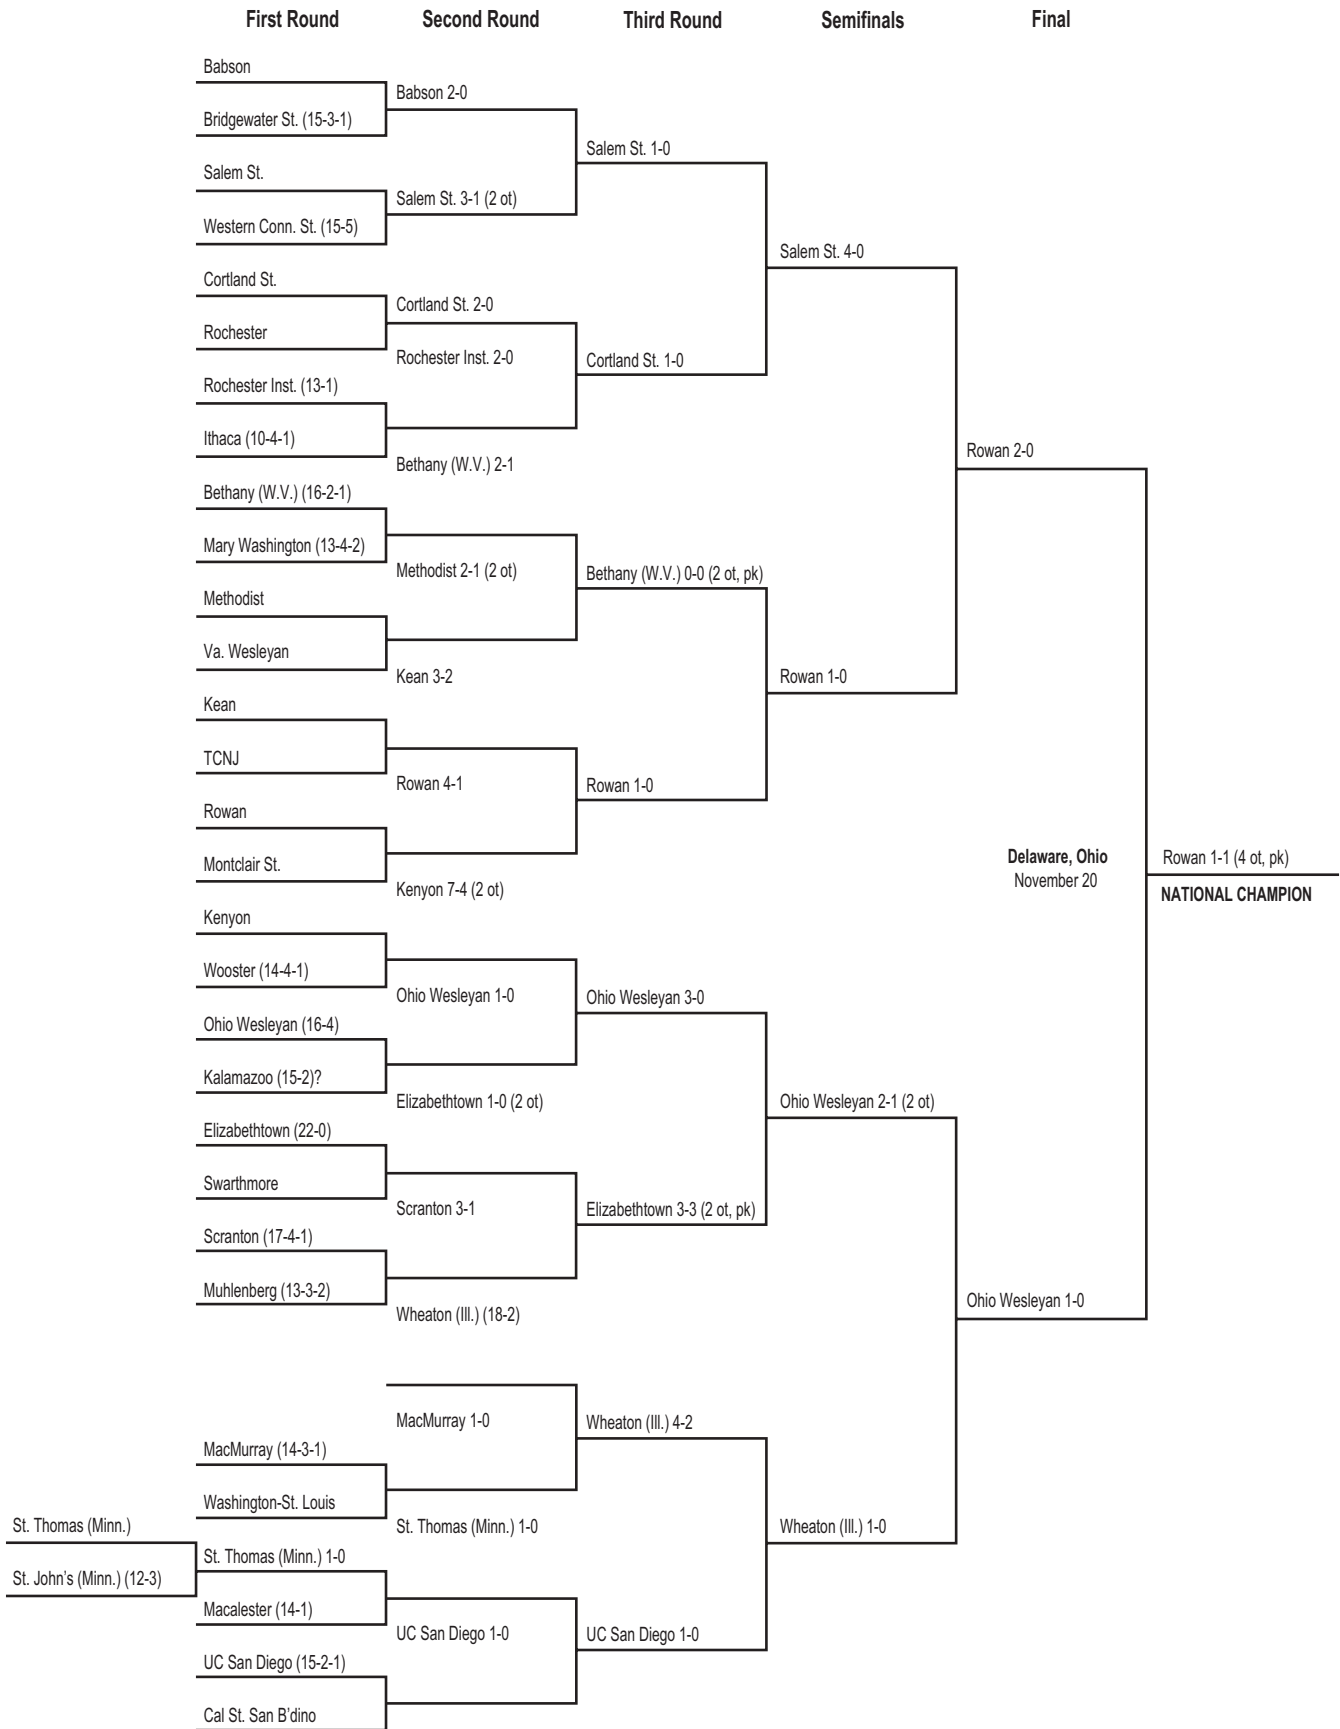 First Round
Second Round
Third Round
Semifinals
Final
Babson
Bridgewater St. (15-3-1)
Salem St.
Western Conn. St. (15-5)
Cortland St.
Rochester
Rochester Inst. (13-1)
Ithaca (10-4-1)
Bethany (W.V.) (16-2-1)
Mary Washington (13-4-2)
Methodist
Va. Wesleyan
Kean
TCNJ
Rowan
Montclair St.
Kenyon
Wooster (14-4-1)
Ohio Wesleyan (16-4)
Kalamazoo (15-2)?
Elizabethtown (22-0)
Swarthmore
Scranton (17-4-1)
Muhlenberg (13-3-2)
MacMurray (14-3-1)
Washington-St. Louis
St. Thomas (Minn.)
St. John's (Minn.) (12-3)
St. Thomas (Minn.) 1-0
Macalester (14-1)
UC San Diego (15-2-1)
Cal St. San B'dino
Babson 2-0
Salem St. 3-1 (2 ot)
Cortland St. 2-0
Rochester Inst. 2-0
Bethany (W.V.) 2-1
Methodist 2-1 (2 ot)
Kean 3-2
Rowan 4-1
Kenyon 7-4 (2 ot)
Ohio Wesleyan 1-0
Elizabethtown 1-0 (2 ot)
Scranton 3-1
Wheaton (Ill.) (18-2)
MacMurray 1-0
St. Thomas (Minn.) 1-0
UC San Diego 1-0
Salem St. 1-0
Cortland St. 1-0
Bethany (W.V.) 0-0 (2 ot, pk)
Rowan 1-0
Ohio Wesleyan 3-0
Elizabethtown 3-3 (2 ot, pk)
Wheaton (Ill.) 4-2
UC San Diego 1-0
Salem St. 4-0
Rowan 1-0
Ohio Wesleyan 2-1 (2 ot)
Wheaton (Ill.) 1-0
Rowan 2-0
Ohio Wesleyan 1-0
Delaware, Ohio
November 20
Rowan 1-1 (4 ot, pk)
NATIONAL CHAMPION